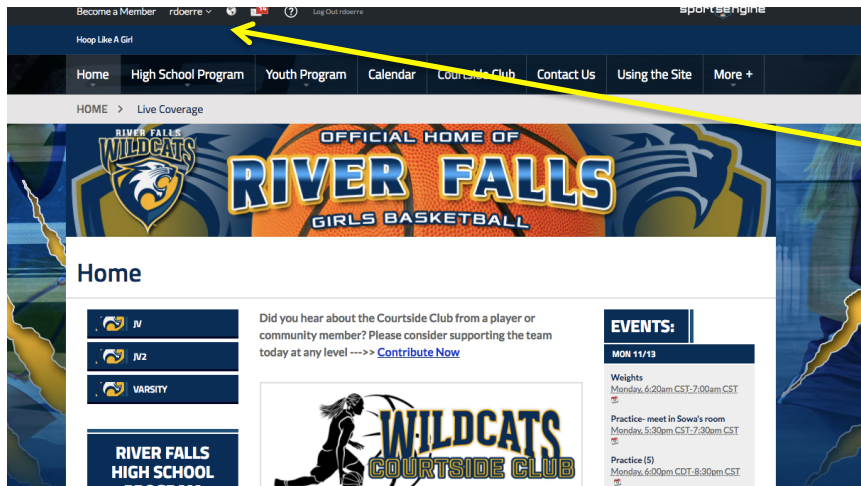 Become a Member rdoerre Log Out rdoerre
sportsengine
Hoop Like A Girl
Home High School Program Youth Program Calendar Courtside Club Contact Us Using the Site More +
HOME > Live Coverage
RIVER FALLS
WILDCATS
OFFICIAL HOME OF
RIVER FALLS
GIRLS BASKETBALL
Home
JV
JV2
VARSITY
RIVER FALLS
HIGH SCHOOL
PROGRAM
Did you hear about the Courtside Club from a player or
community member? Please consider supporting the team
today at any level --->> Contribute Now
WILDCATS
COURTSIDE CLUB
EVENTS:
MON 11/13
Weights
Monday, 6:20am CST-7:00am CST
Practice- meet in Sowa's room
Monday, 5:30pm CST-7:30pm CST
Practice (5)
Monday, 6:00pm CDT-8:30pm CST